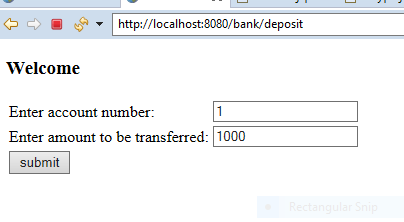 http://localhost:8080/bank/deposit
Welcome
Enter account number: 1
Enter amount to be transferred: 1000
submit
Rectangular Snip